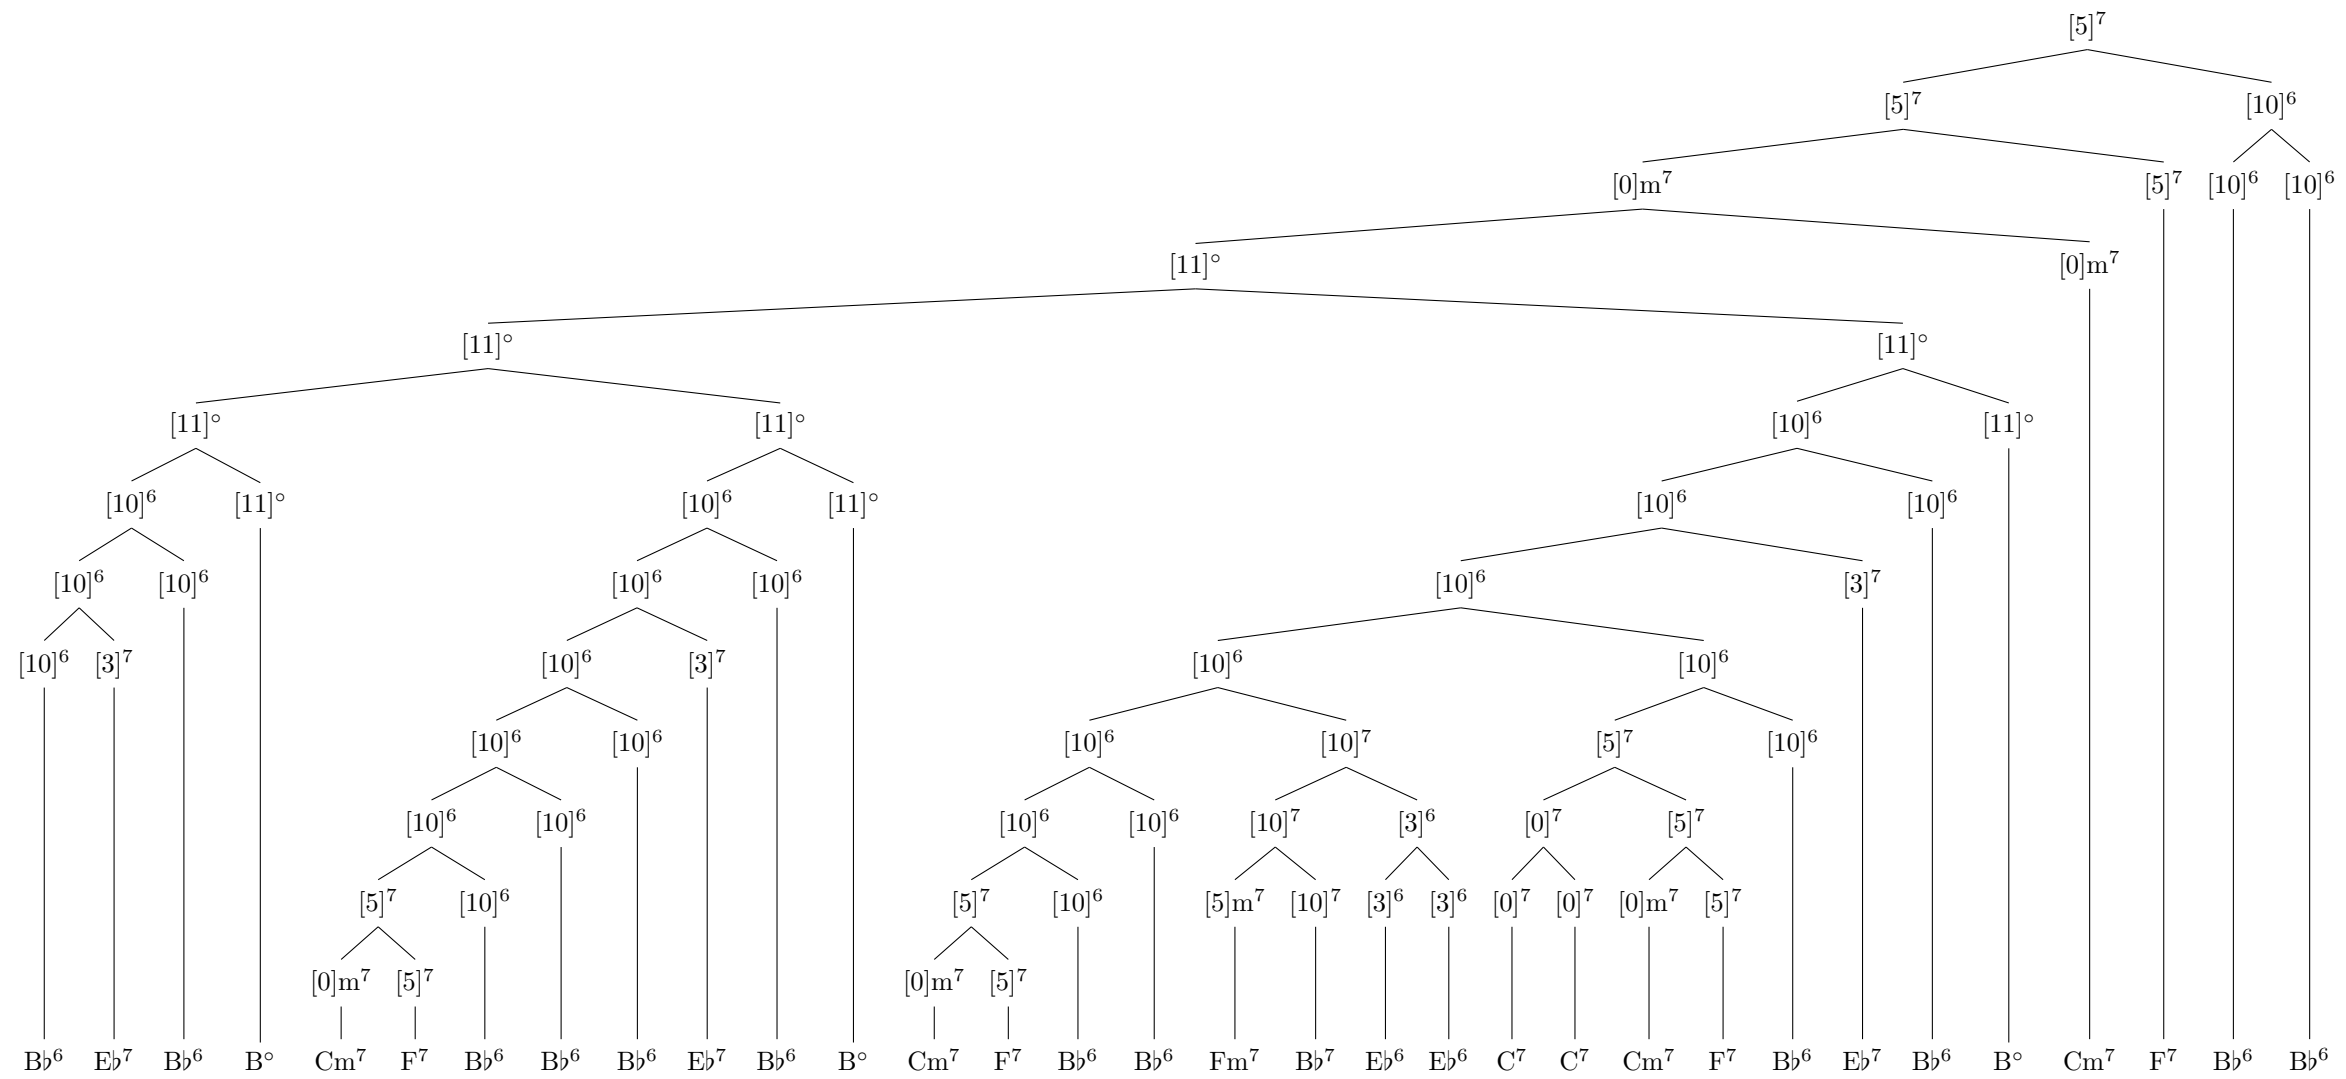 [5]⁷
[5]⁷ [10]⁶
[0]m⁷ [5]⁷ [10]⁶ [10]⁶
[11]° [0]m⁷
[11]° [11]°
[11]° [11]° [10]⁶ [11]°
[10]⁶ [11]° [10]⁶ [11]° [10]⁶ [10]⁶
[10]⁶ [10]⁶ [10]⁶ [10]⁶ [10]⁶ [3]⁷
[10]⁶ [3]⁷ [10]⁶ [3]⁷ [10]⁶ [10]⁶
[10]⁶ [10]⁶ [10]⁶ [10]⁷ [5]⁷ [10]⁶
[10]⁶ [10]⁶ [10]⁶ [10]⁶ [10]⁷ [3]⁶ [0]⁷ [5]⁷
[5]⁷ [10]⁶ [5]⁷ [10]⁶ [5]m⁷ [10]⁷ [3]⁶ [3]⁶ [0]⁷ [0]⁷ [0]m⁷ [5]⁷
[0]m⁷ [5]⁷ [0]m⁷ [5]⁷
B♭⁶ E♭⁷ B♭⁶ B° Cm⁷ F⁷ B♭⁶ B♭⁶ B♭⁶ E♭⁷ B♭⁶ B° Cm⁷ F⁷ B♭⁶ B♭⁶ Fm⁷ B♭⁷ E♭⁶ E♭⁶ C⁷ C⁷ Cm⁷ F⁷ B♭⁶ E♭⁷ B♭⁶ B° Cm⁷ F⁷ B♭⁶ B♭⁶